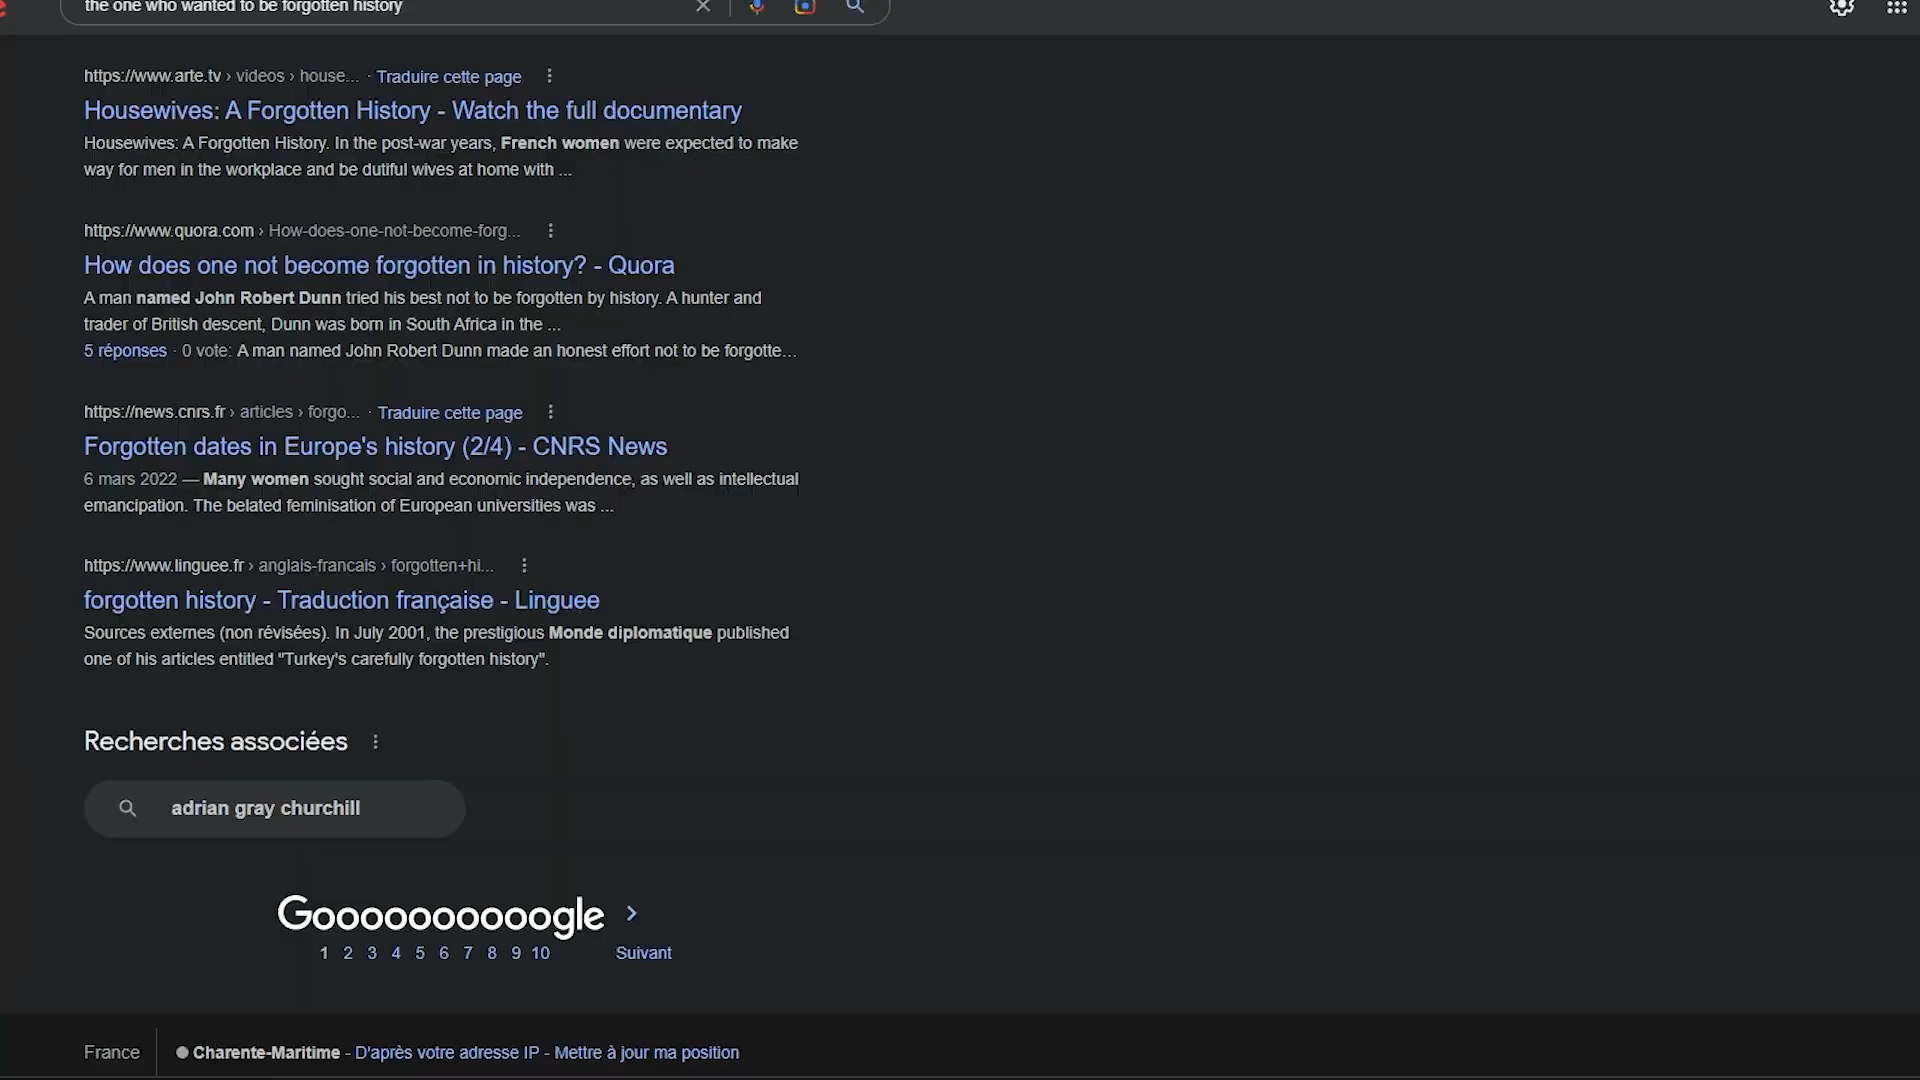 the one who wanted to be forgotten history
https://www.arte.tv › videos › house... · Traduire cette page
Housewives: A Forgotten History - Watch the full documentary
Housewives: A Forgotten History. In the post-war years, French women were expected to make
way for men in the workplace and be dutiful wives at home with ...
https://www.quora.com › How-does-one-not-become-forg...
How does one not become forgotten in history? - Quora
A man named John Robert Dunn tried his best not to be forgotten by history. A hunter and
trader of British descent, Dunn was born in South Africa in the ...
5 réponses · 0 vote: A man named John Robert Dunn made an honest effort not to be forgotte...
https://news.cnrs.fr › articles › forgo... · Traduire cette page
Forgotten dates in Europe's history (2/4) - CNRS News
6 mars 2022 — Many women sought social and economic independence, as well as intellectual
emancipation. The belated feminisation of European universities was ...
https://www.linguee.fr › anglais-francais › forgotten+hi...
forgotten history - Traduction française - Linguee
Sources externes (non révisées). In July 2001, the prestigious Monde diplomatique published
one of his articles entitled "Turkey's carefully forgotten history".
Recherches associées
adrian gray churchill
Goooooooooogle
1 2 3 4 5 6 7 8 9 10 Suivant
France Charente-Maritime - D'après votre adresse IP - Mettre à jour ma position